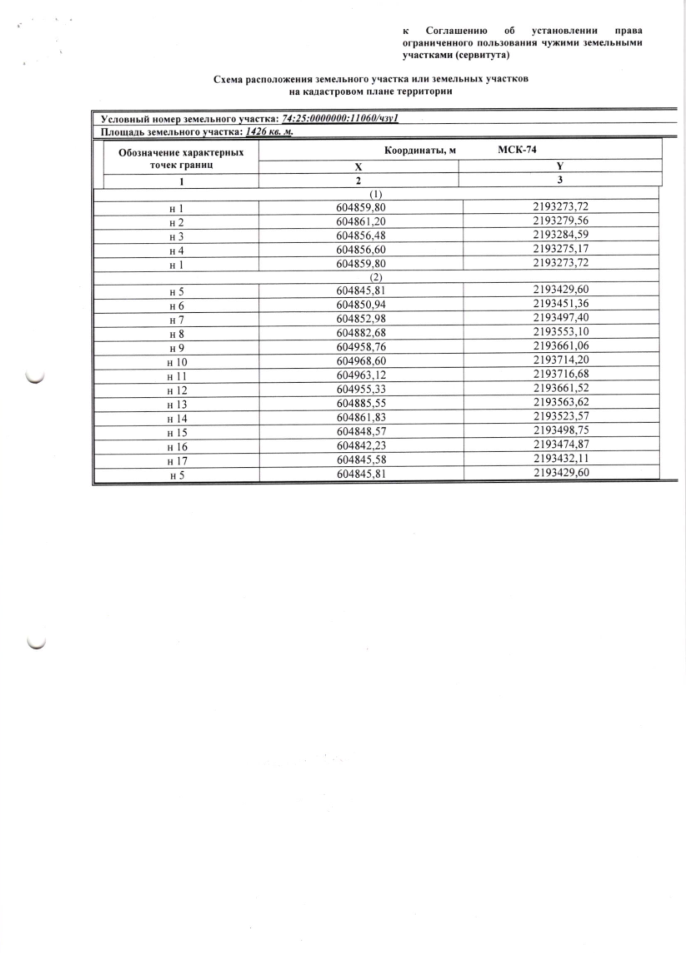 к Соглашению об установлении права
ограниченного пользования чужими земельными
участками (сервитута)
Схема расположения земельного участка или земельных участков
на кадастровом плане территории
Условный номер земельного участка: 74:25:0000000:11060/чзу1
Площадь земельного участка: 1426 кв. м.
Обозначение характерных точек границ Координаты, м МСК-74
X Y
1 2 3
(1)
н 1 604859,80 2193273,72
н 2 604861,20 2193279,56
н 3 604856,48 2193284,59
н 4 604856,60 2193275,17
н 1 604859,80 2193273,72
(2)
н 5 604845,81 2193429,60
н 6 604850,94 2193451,36
н 7 604852,98 2193497,40
н 8 604882,68 2193553,10
н 9 604958,76 2193661,06
н 10 604968,60 2193714,20
н 11 604963,12 2193716,68
н 12 604955,33 2193661,52
н 13 604885,55 2193563,62
н 14 604861,83 2193523,57
н 15 604848,57 2193498,75
н 16 604842,23 2193474,87
н 17 604845,58 2193432,11
н 5 604845,81 2193429,60